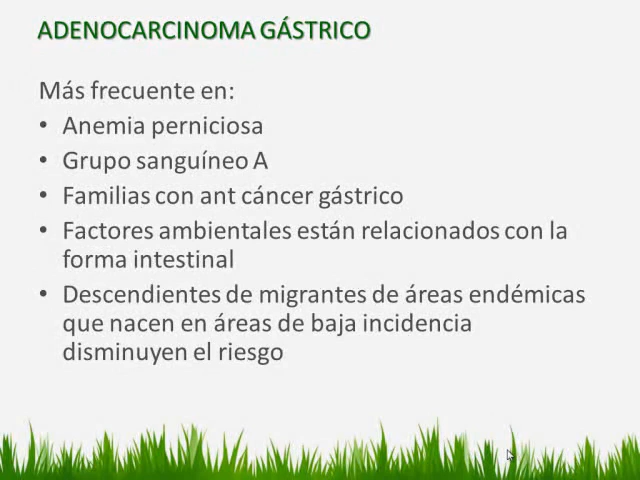 ADENOCARCINOMA GÁSTRICO
Más frecuente en:
• Anemia perniciosa
• Grupo sanguíneo A
• Familias con ant cáncer gástrico
• Factores ambientales están relacionados con la
forma intestinal
• Descendientes de migrantes de áreas endémicas
que nacen en áreas de baja incidencia
disminuyen el riesgo